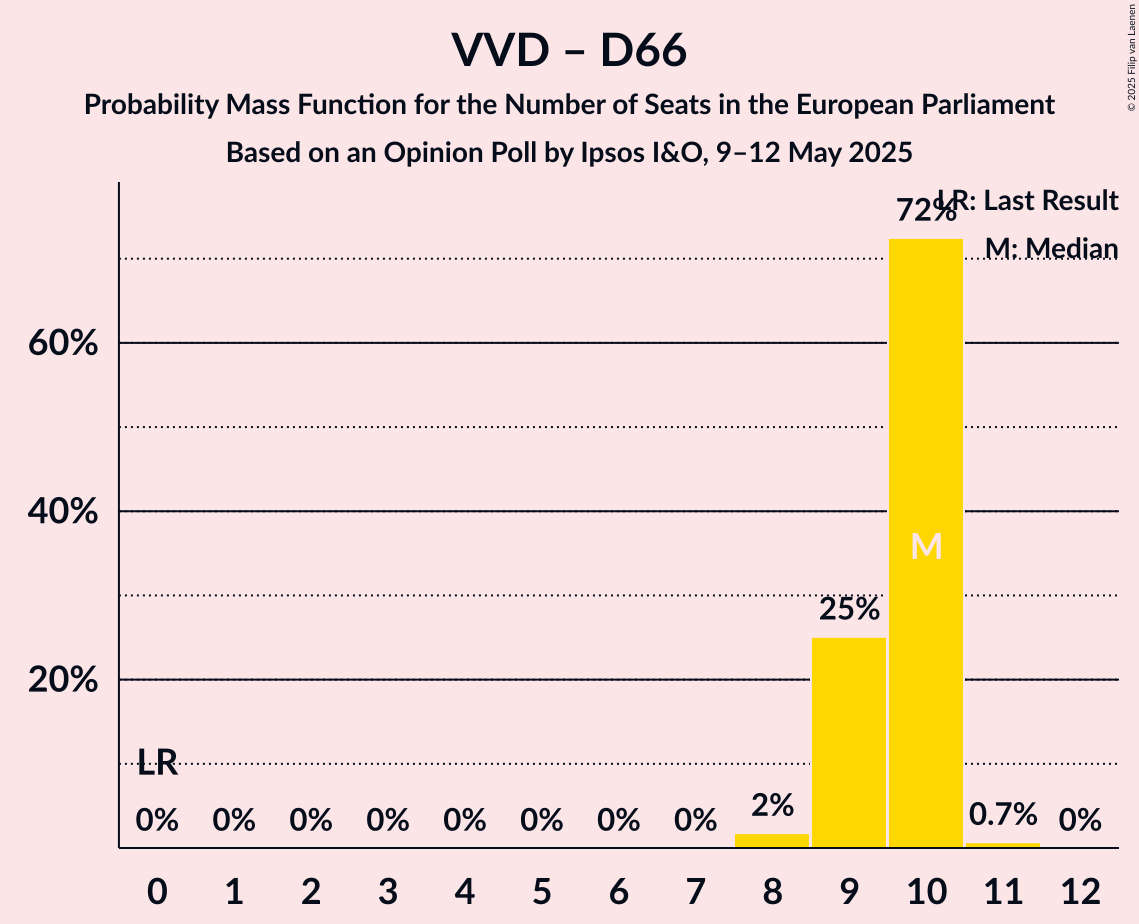 VVD – D66
Probability Mass Function for the Number of Seats in the European Parliament
Based on an Opinion Poll by Ipsos I&O, 9–12 May 2025
© 2025 Filip van Laenen
LR: Last Result
M: Median
60%
40%
20%
72%
M
25%
LR
0% 0% 0% 0% 0% 0% 0% 0% 2% 0.7% 0%
0 1 2 3 4 5 6 7 8 9 10 11 12